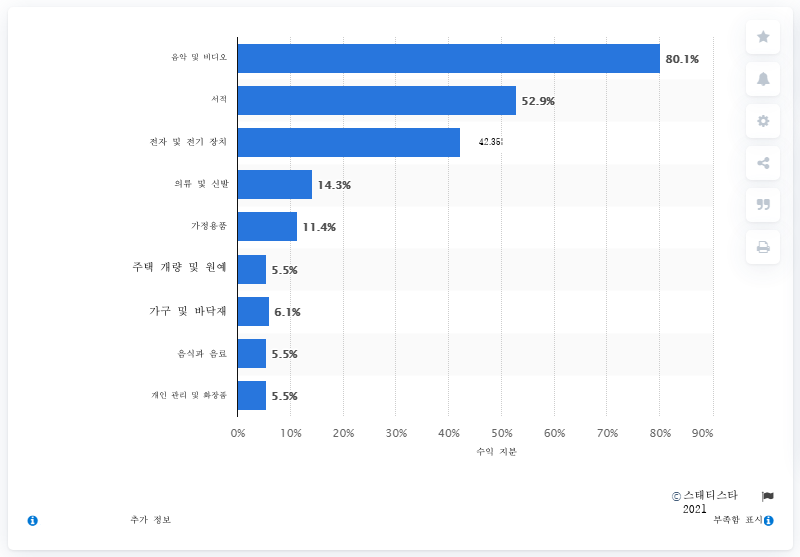 음악 및 비디오
80.1%
서적
52.9%
전자 및 전기 장치
42.35!
의류 및 신발
14.3%
가정용품
11.4%
주택 개량 및 원예
5.5%
가구 및 바닥재
6.1%
음식과 음료
5.5%
개인 관리 및 화장품
5.5%
0% 10% 20% 30% 40% 50% 60% 70% 80% 90%
수익 지분
© 스태티스타
2021
추가 정보
부족함 표시